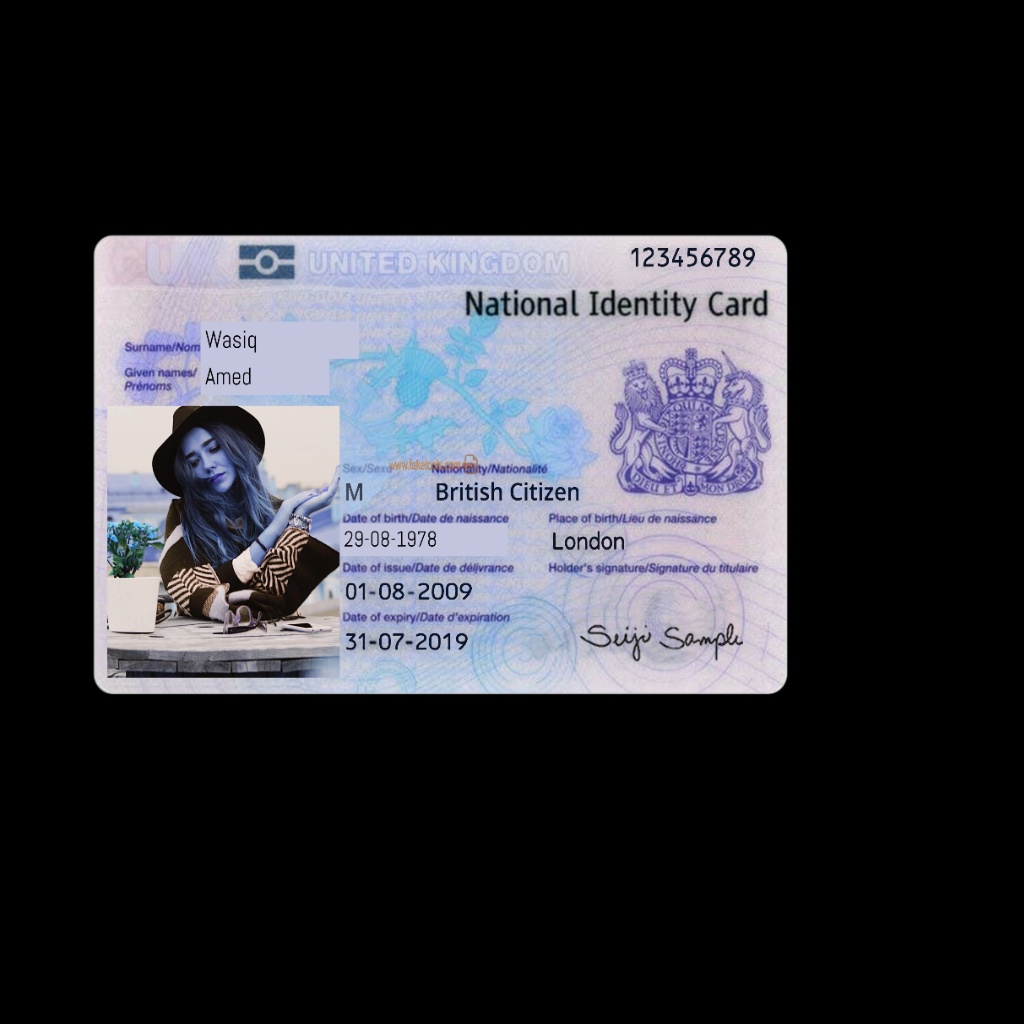 UK UNITED KINGDOM 123456789
National Identity Card
Surname/Nom Wasiq
Given names/ Amed
Prénoms
Sex/Sexe Nationality/Nationalité
M British Citizen
Date of birth/Date de naissance Place of birth/Lieu de naissance
29-08-1978 London
Date of issue/Date de délivrance Holder's signature/Signature du titulaire
01-08-2009
Date of expiry/Date d'expiration
31-07-2019 Seiji Sample
DIEU ET MON DROIT